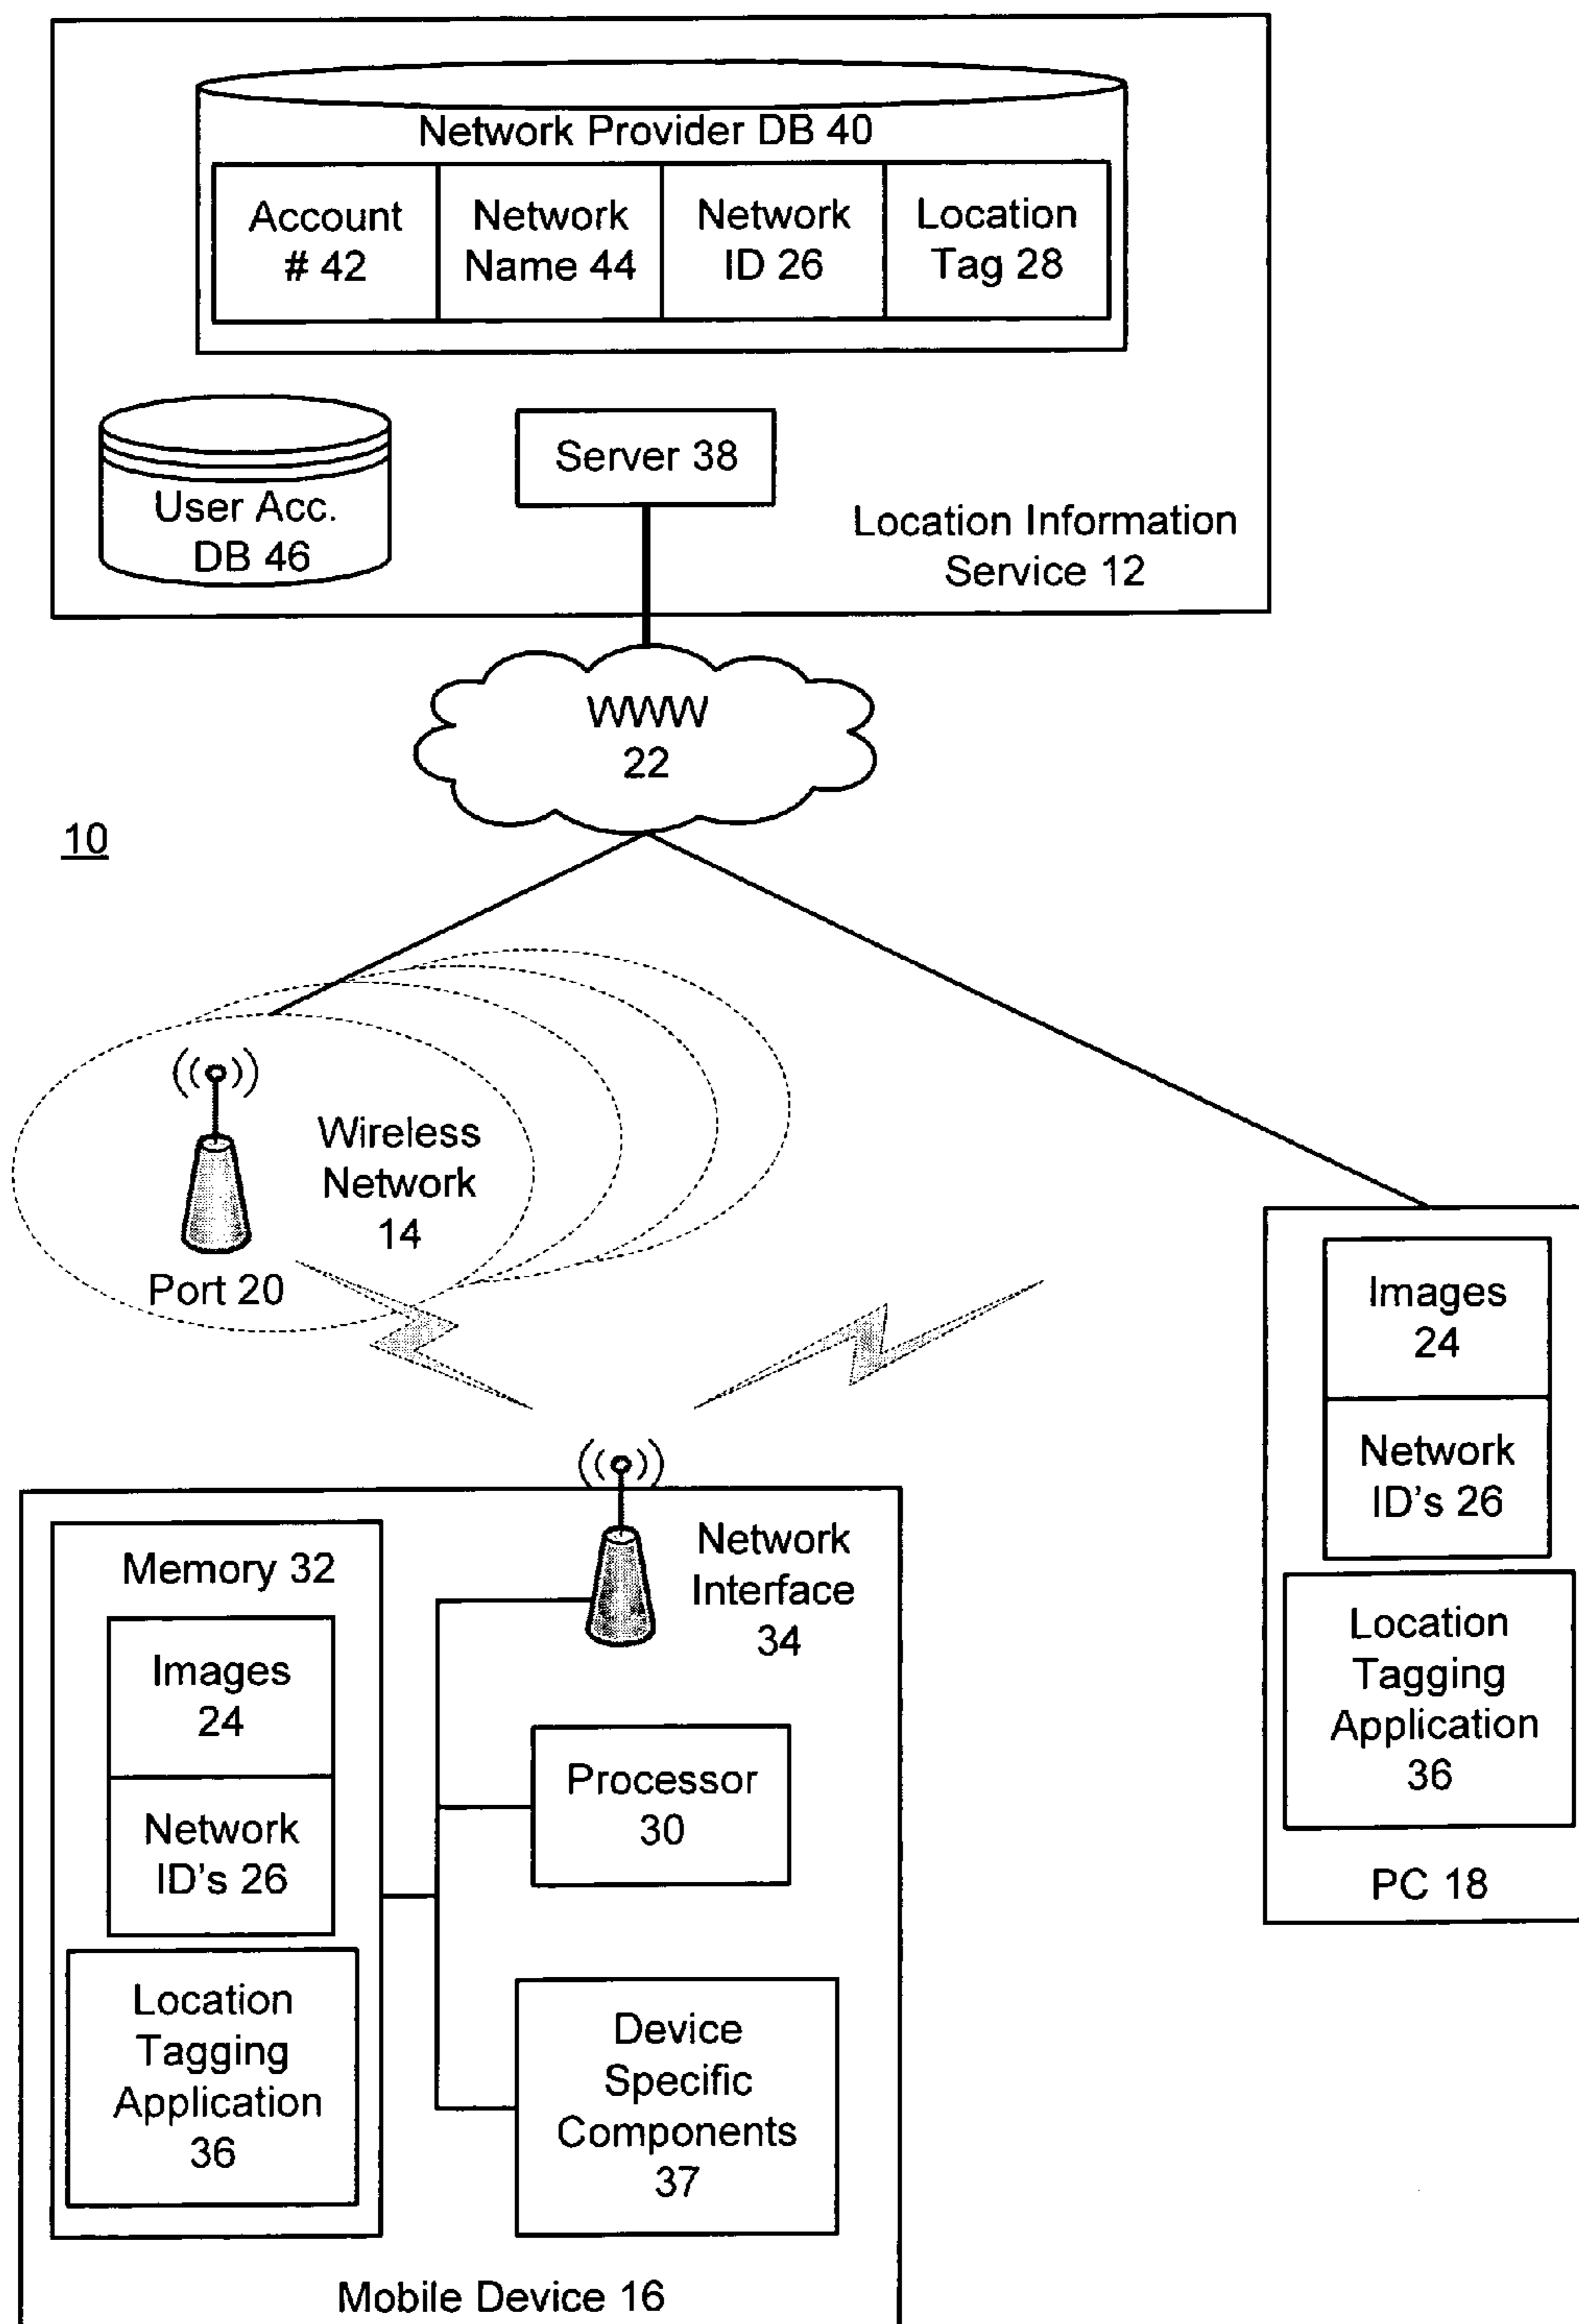 Network Provider DB 40
Account
# 42
Network
Name 44
Network
ID 26
Location
Tag 28
User Acc.
DB 46
Server 38
Location Information
Service 12
WWW
22
10
Wireless
Network
14
Port 20
Images
24
Network
ID's 26
Location
Tagging
Application
36
PC 18
Memory 32
Images
24
Network
ID's 26
Location
Tagging
Application
36
Network
Interface
34
Processor
30
Device
Specific
Components
37
Mobile Device 16